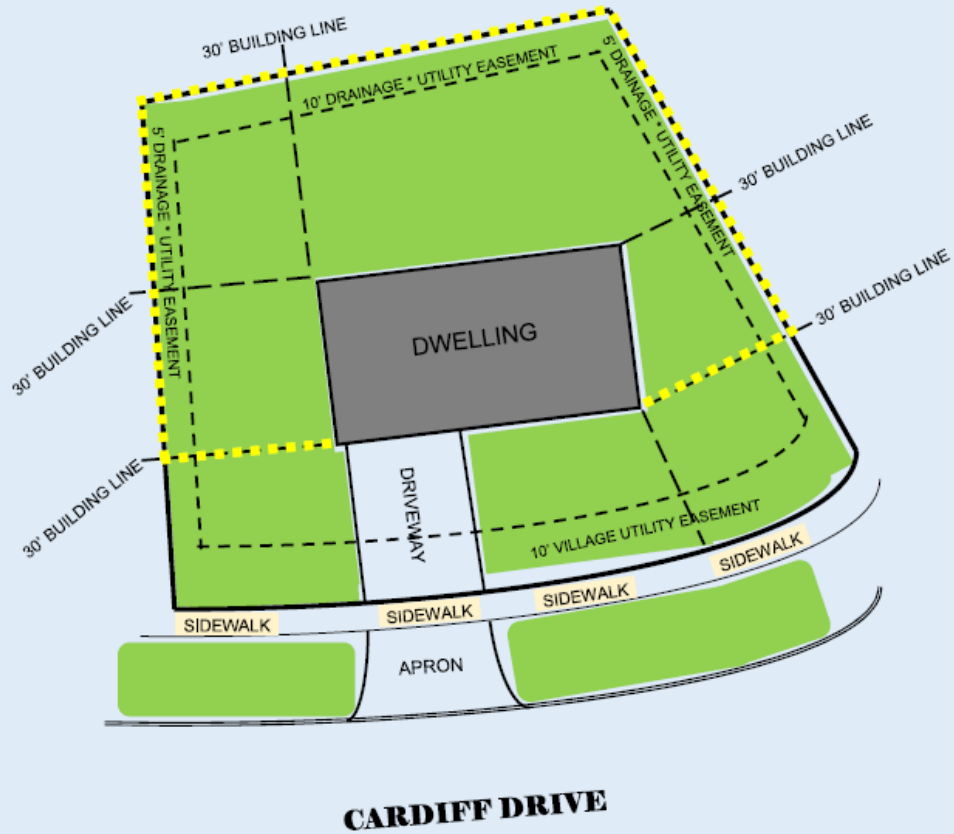 30' BUILDING LINE
10' DRAINAGE * UTILITY EASEMENT
5' DRAINAGE * UTILITY EASEMENT
5' DRAINAGE * UTILITY EASEMENT
30' BUILDING LINE
30' BUILDING LINE
30' BUILDING LINE
DWELLING
30' BUILDING LINE
DRIVEWAY
10' VILLAGE UTILITY EASEMENT
SIDEWALK
SIDEWALK
SIDEWALK
SIDEWALK
APRON
CARDIFF DRIVE